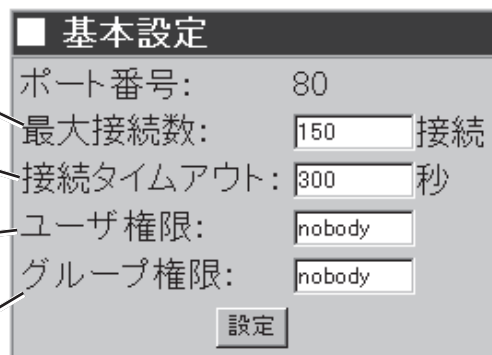 ■ 基本設定
ポート番号: 80
最大接続数: 150 接続
接続タイムアウト: 300 秒
ユーザ権限: nobody
グループ権限: nobody
設定